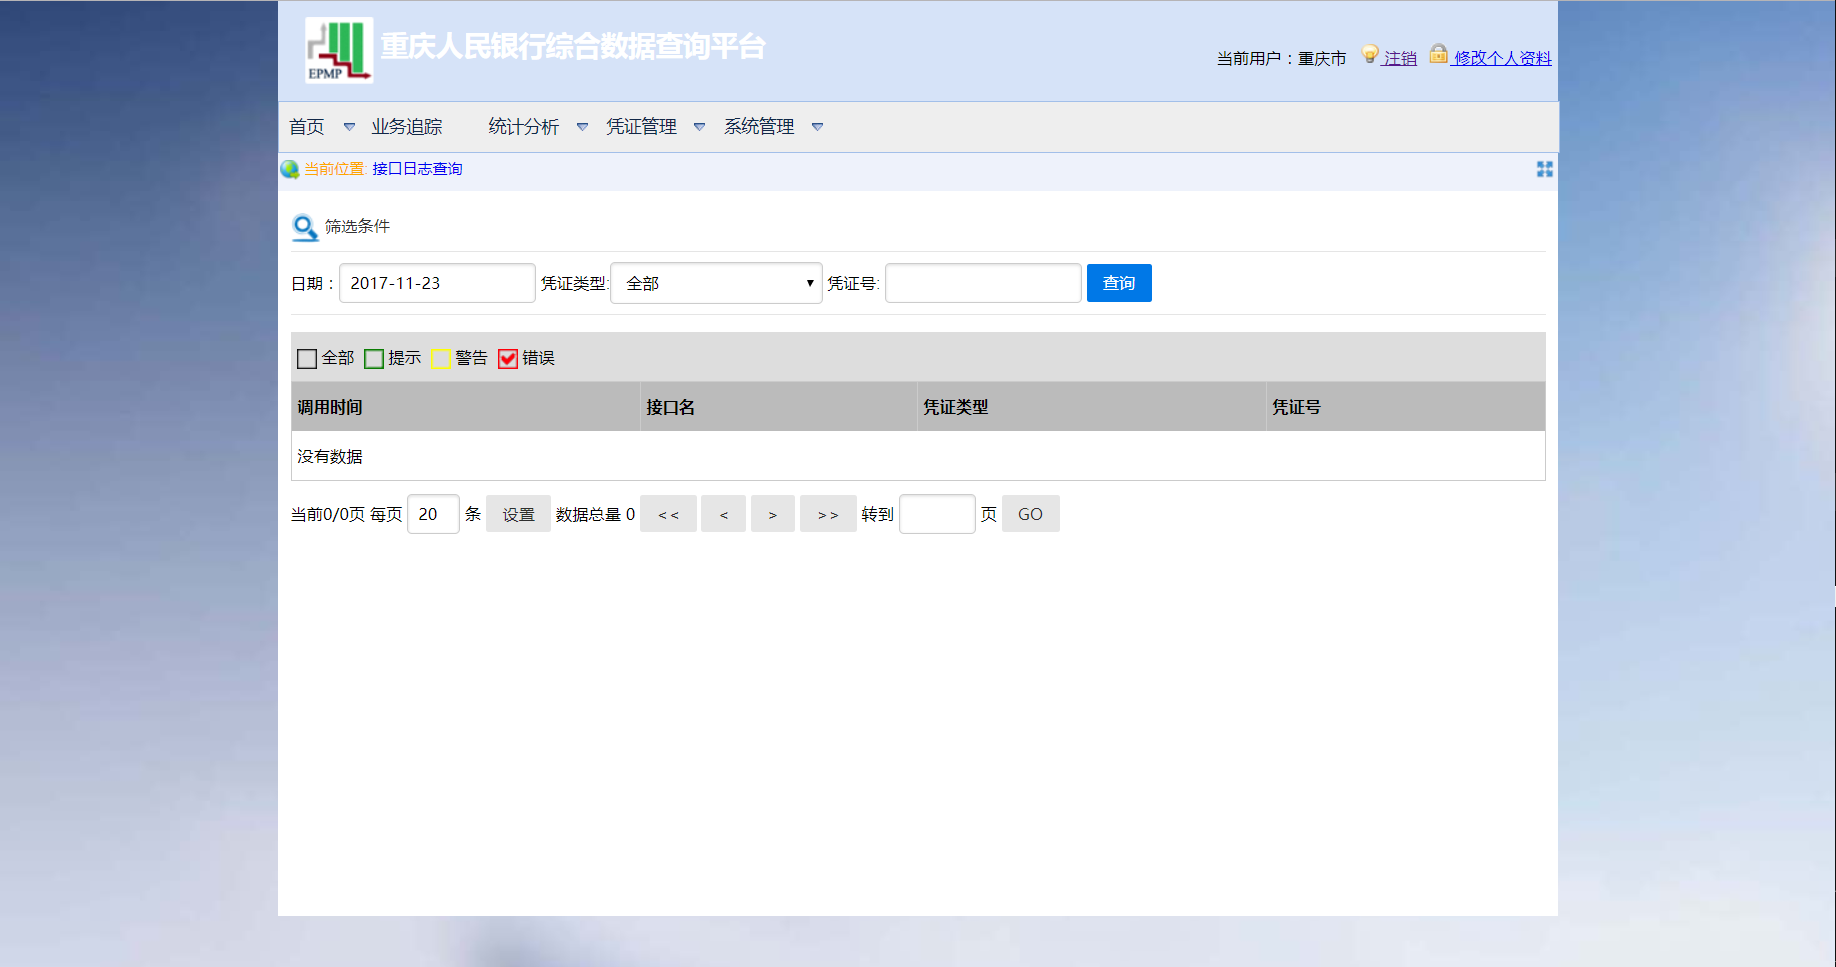 EPMP 重庆人民银行综合数据查询平台
当前用户：重庆市 注销 修改个人资料
首页 业务追踪 统计分析 凭证管理 系统管理
当前位置: 接口日志查询
筛选条件
日期： 2017-11-23 凭证类型: 全部 凭证号: 查询
全部 提示 警告 错误
调用时间 接口名 凭证类型 凭证号
没有数据
当前0/0页 每页 20 条 设置 数据总量 0 << < > >> 转到 页 GO